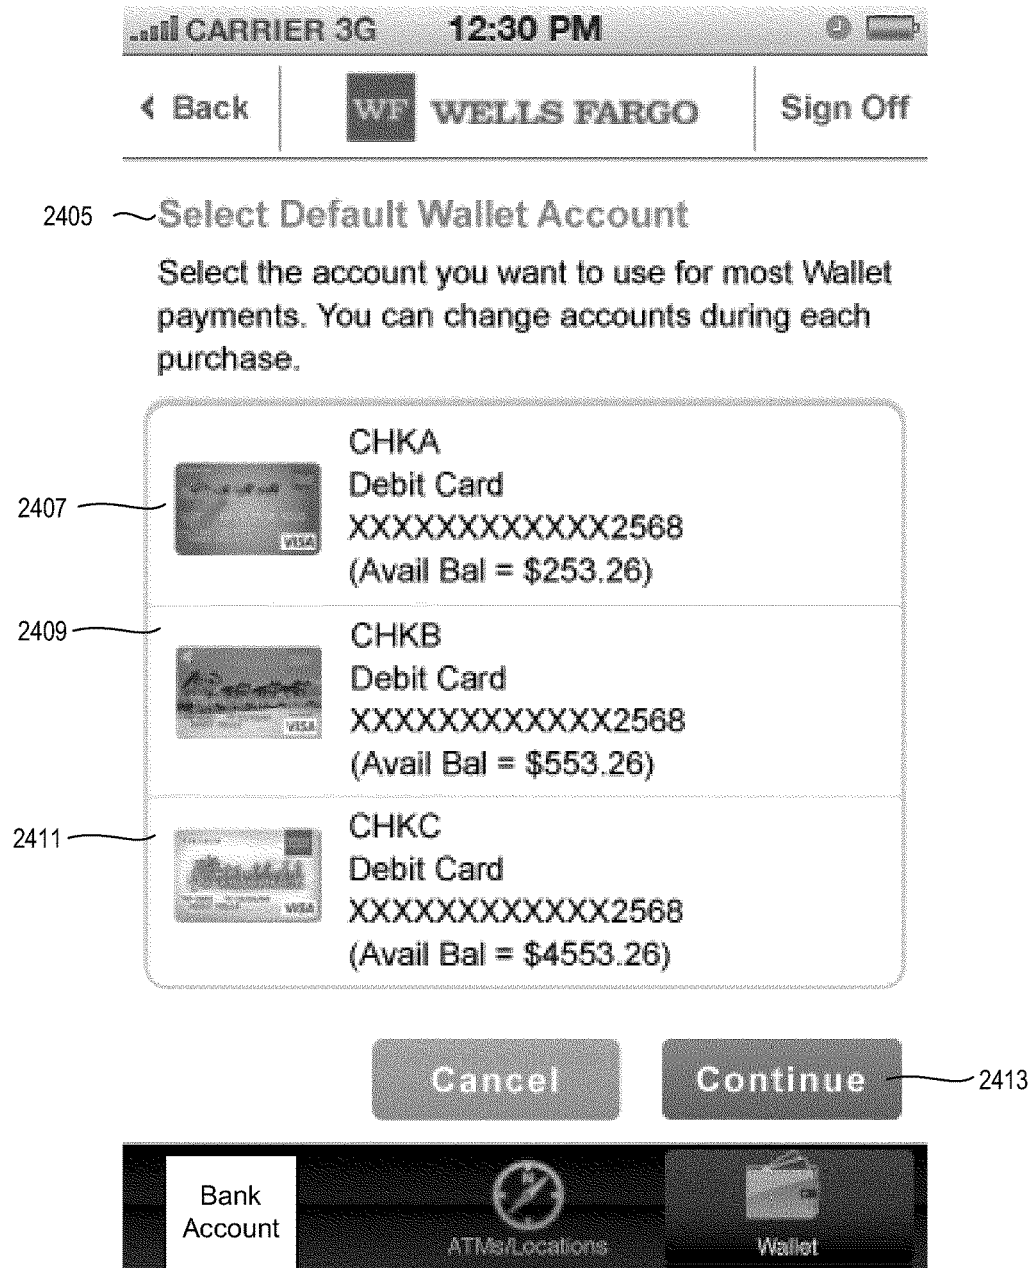 CARRIER 3G 12:30 PM
Back
WF WELLS FARGO
Sign Off
2405 Select Default Wallet Account
Select the account you want to use for most Wallet
payments. You can change accounts during each
purchase.
2407
CHKA
Debit Card
XXXXXXXXXXXX2568
(Avail Bal = $253.26)
VISA
2409
CHKB
Debit Card
XXXXXXXXXXXX2568
(Avail Bal = $553.26)
VISA
2411
CHKC
Debit Card
XXXXXXXXXXXX2568
(Avail Bal = $4553.26)
VISA
Cancel
Continue 2413
Bank
Account
ATMs/Locations
Wallet